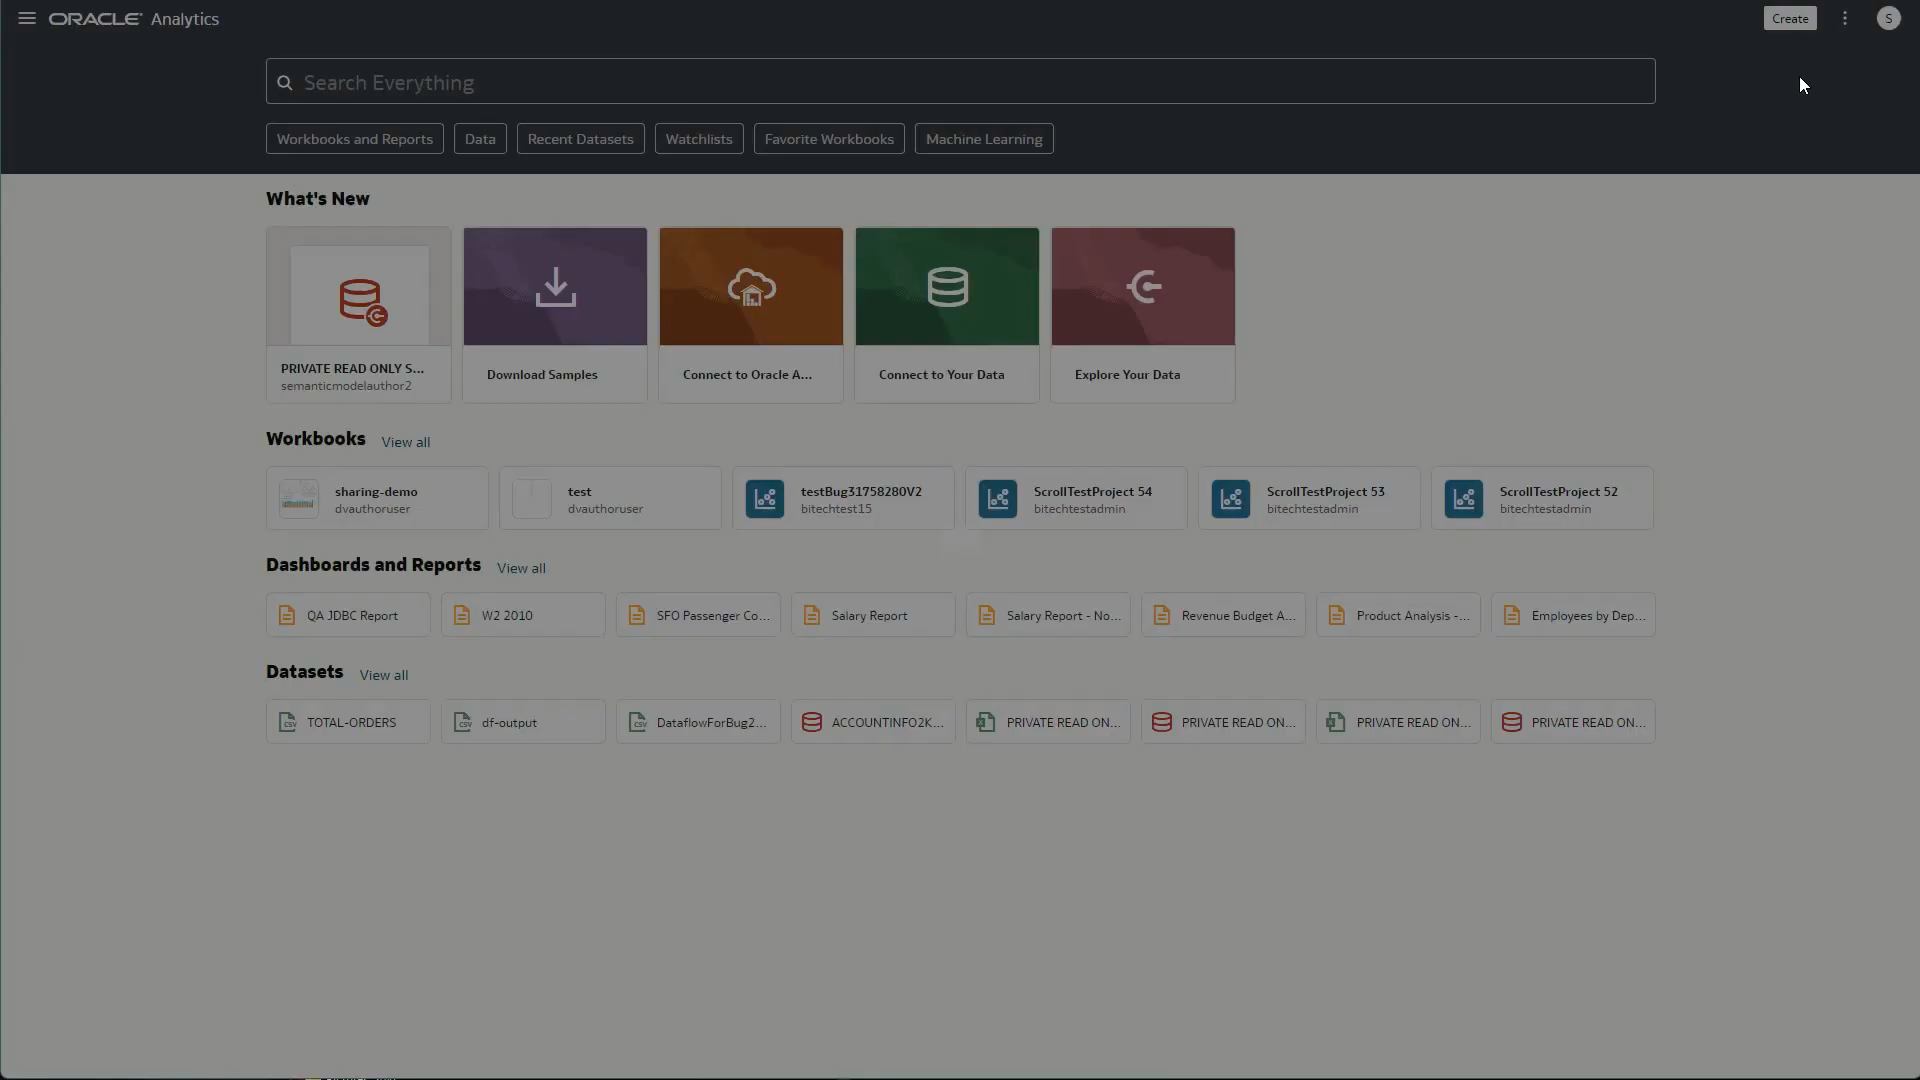 ORACLE Analytics
Create
S
Search Everything
Workbooks and Reports
Data
Recent Datasets
Watchlists
Favorite Workbooks
Machine Learning
What's New
PRIVATE READ ONLY S...
semanticmodelauthor2
Download Samples
Connect to Oracle A...
Connect to Your Data
Explore Your Data
Workbooks View all
sharing-demo
dvauthoruser
test
dvauthoruser
testBug31758280V2
bitechtest15
ScrollTestProject 54
bitechtestadmin
ScrollTestProject 53
bitechtestadmin
ScrollTestProject 52
bitechtestadmin
Dashboards and Reports View all
QA JDBC Report
W2 2010
SFO Passenger Co...
Salary Report
Salary Report - No...
Revenue Budget A...
Product Analysis -...
Employees by Dep...
Datasets View all
CSV TOTAL-ORDERS
CSV df-output
CSV DataflowForBug2...
ACCOUNTINFO2K...
PRIVATE READ ON...
PRIVATE READ ON...
PRIVATE READ ON...
PRIVATE READ ON...